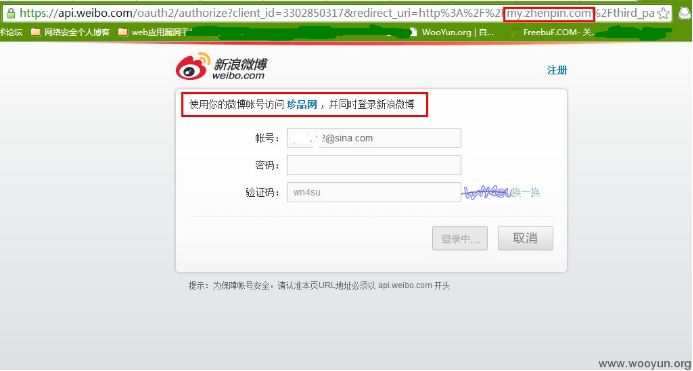 https://api.weibo.com/oauth2/authorize?client_id=3302850317&redirect_uri=http%3A%2F%2Fmy.zhenpin.com%2Fthird_pa
术论坛 网络安全个人博客 web应用漏洞 WooYun.org | 自... FreebuF.COM- 关...
新浪微博
weibo.com
注册
使用你的微博帐号访问 珍品网 ，并同时登录新浪微博
帐号： 2@sina.com
密码：
验证码： wn4su wn4su 换一换
登录中... 取消
提示：为保障帐号安全，请认准本页URL地址必须以 api.weibo.com 开头
www.wooyun.org